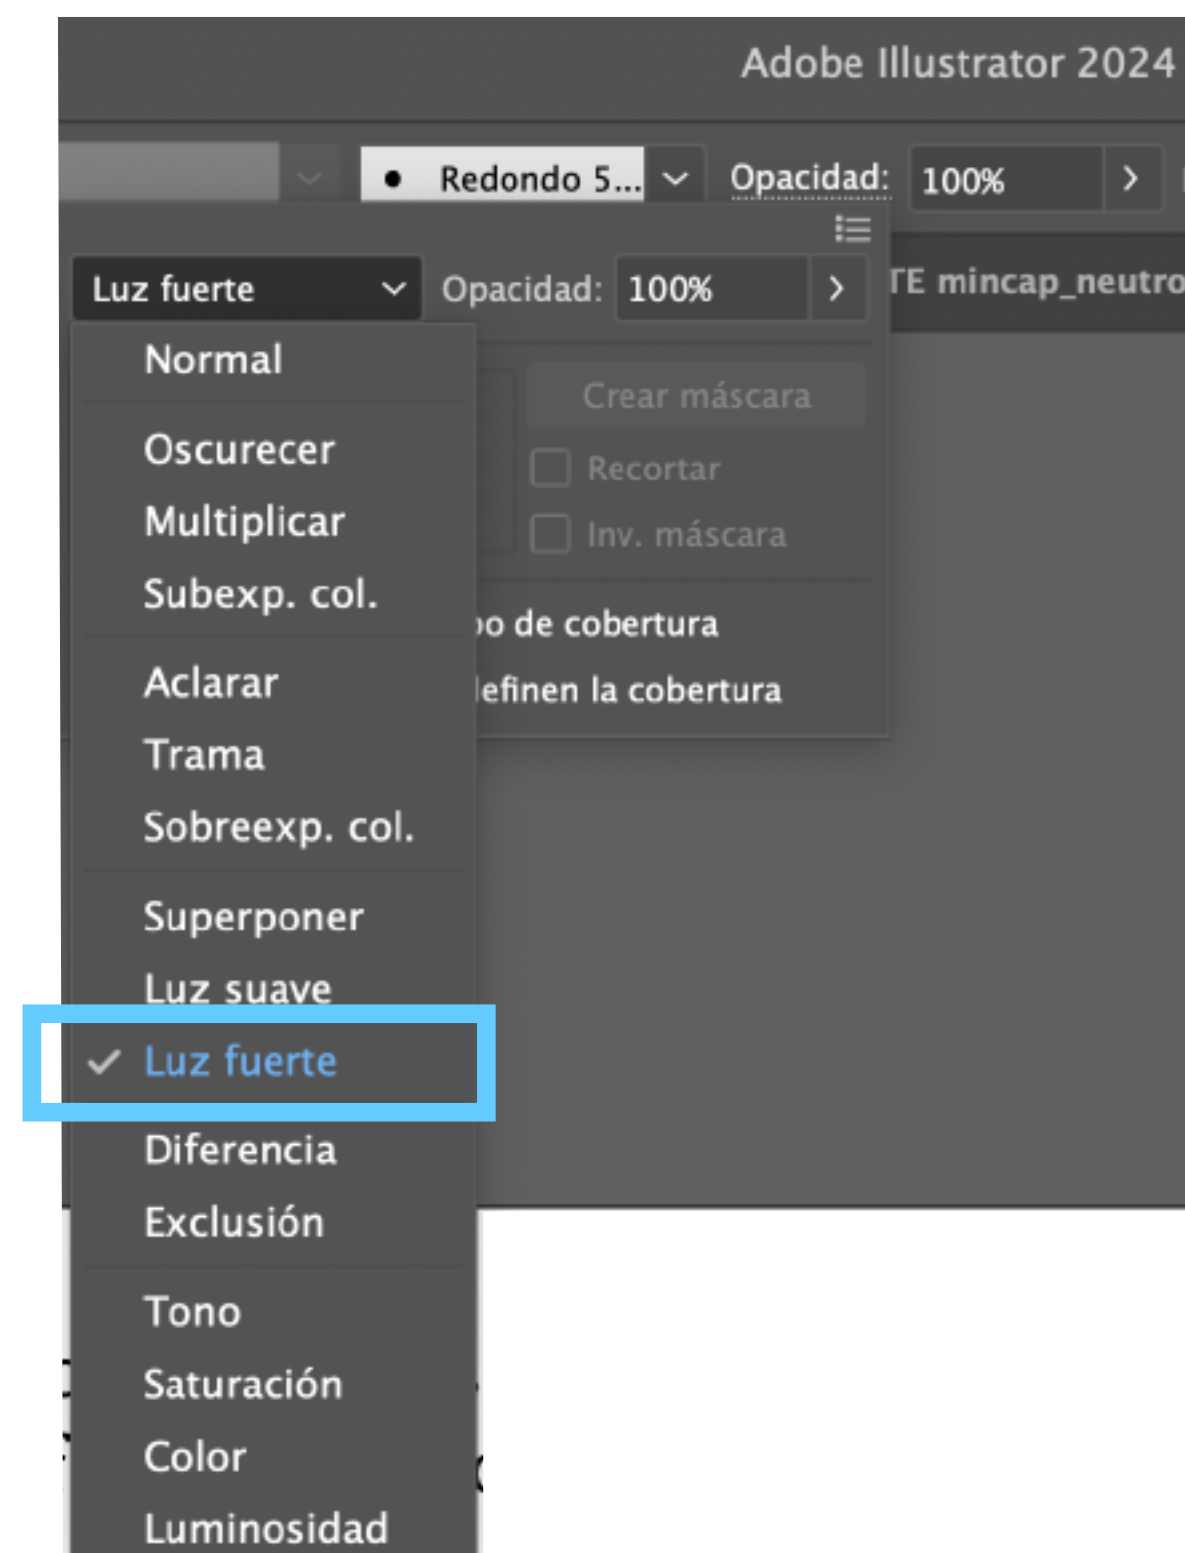 Adobe Illustrator 2024
Redondo 5... Opacidad: 100%
Luz fuerte Opacidad: 100%
TE mincap_neutro
Normal
Crear máscara
Oscurecer
Recortar
Multiplicar
Inv. máscara
Subexp. col.
de cobertura
Aclarar
la cobertura
Trama
Sobreexp. col.
Superponer
Luz suave
Luz fuerte
Diferencia
Exclusión
Tono
Saturación
Color
Luminosidad